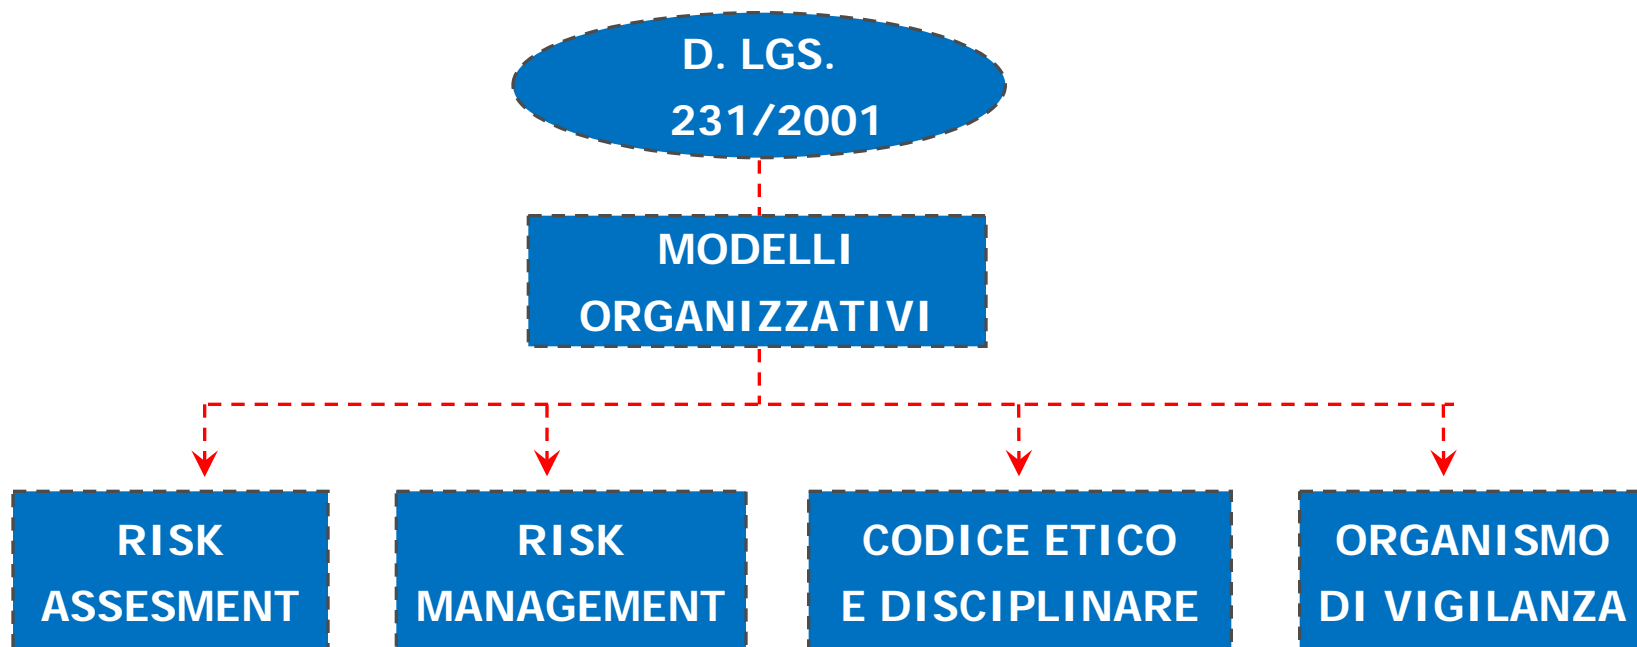 D. LGS.
231/2001
MODELLI
ORGANIZZATIVI
RISK
ASSESMENT
RISK
MANAGEMENT
CODICE ETICO
E DISCIPLINARE
ORGANISMO
DI VIGILANZA